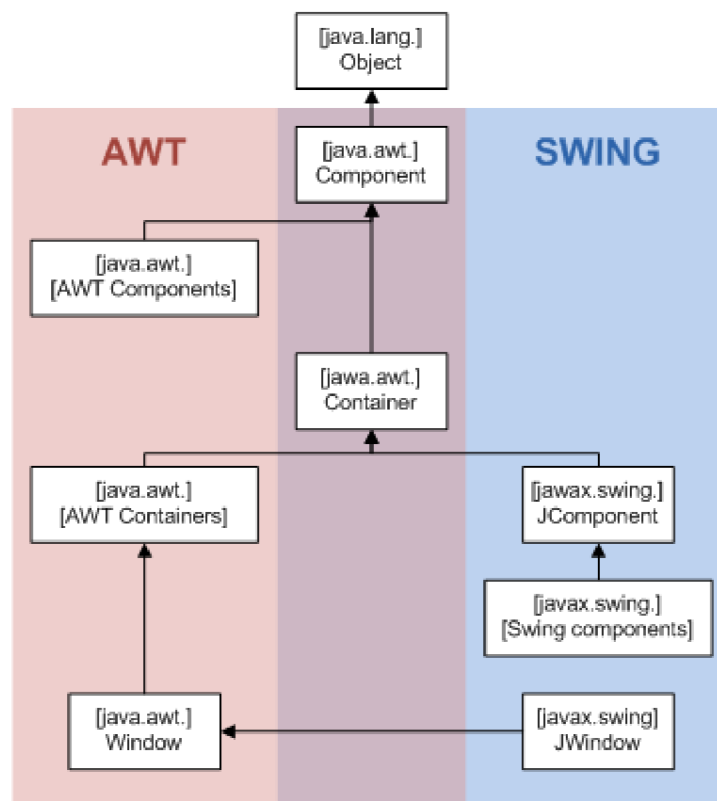 [java.lang.]
Object
AWT
SWING
[java.awt.]
Component
[java.awt.]
[AWT Components]
[jawa.awt.]
Container
[java.awt.]
[AWT Containers]
[jawax.swing.]
JComponent
[javax.swing.]
[Swing components]
[java.awt.]
Window
[javax.swing]
JWindow